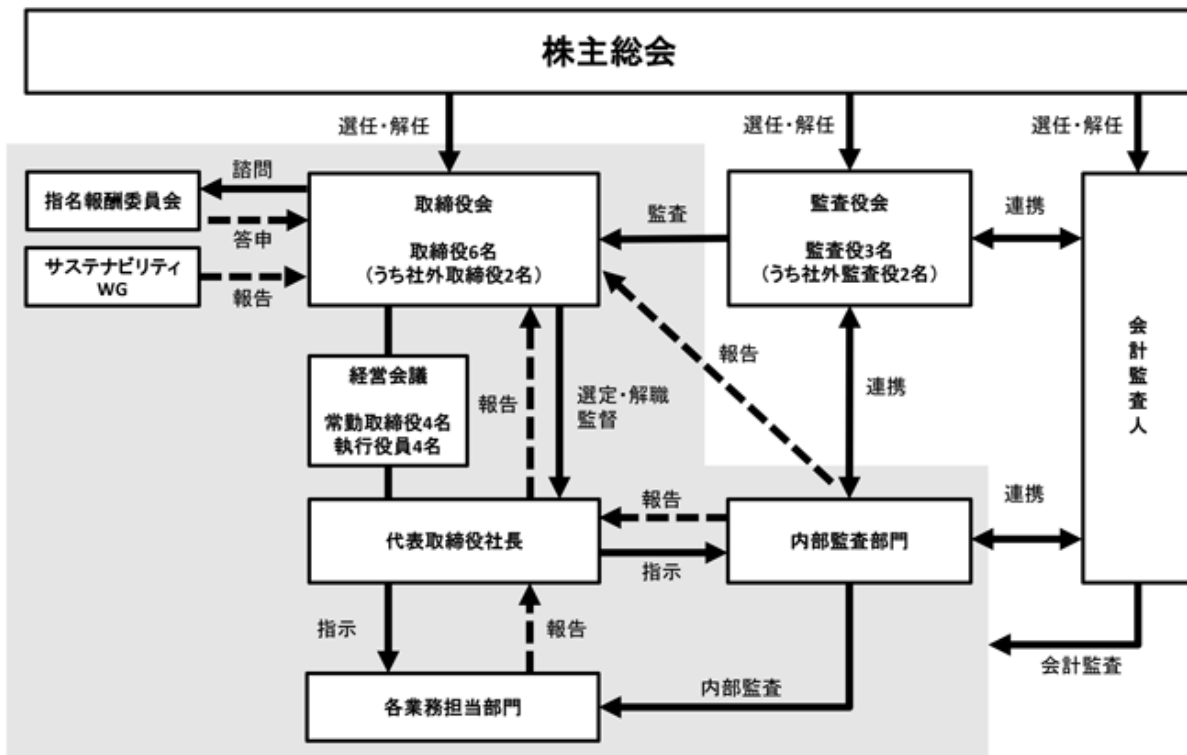 株主総会
選任・解任
選任・解任
選任・解任
諮問
指名報酬委員会
答申
サステナビリティ
WG
報告
取締役会
取締役6名
（うち社外取締役2名）
監査
監査役会
監査役3名
（うち社外監査役2名）
連携
会計監査人
経営会議
常勤取締役4名
執行役員4名
報告
選定・解職
監督
報告
連携
代表取締役社長
報告
指示
内部監査部門
連携
指示
報告
各業務担当部門
内部監査
会計監査